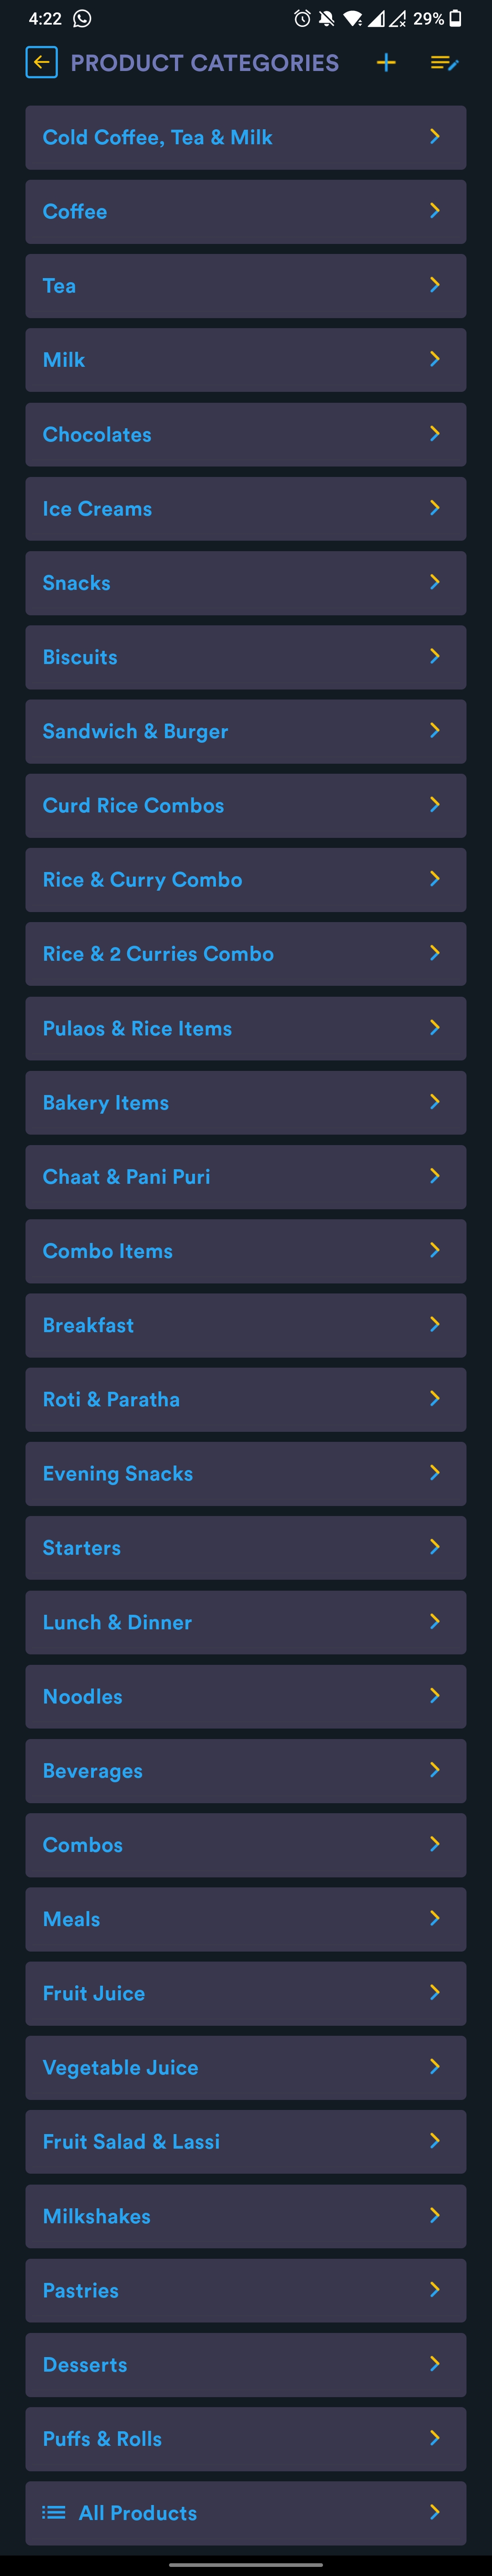 4:22 29%
PRODUCT CATEGORIES
Cold Coffee, Tea & Milk
Coffee
Tea
Milk
Chocolates
Ice Creams
Snacks
Biscuits
Sandwich & Burger
Curd Rice Combos
Rice & Curry Combo
Rice & 2 Curries Combo
Pulaos & Rice Items
Bakery Items
Chaat & Pani Puri
Combo Items
Breakfast
Roti & Paratha
Evening Snacks
Starters
Lunch & Dinner
Noodles
Beverages
Combos
Meals
Fruit Juice
Vegetable Juice
Fruit Salad & Lassi
Milkshakes
Pastries
Desserts
Puffs & Rolls
All Products